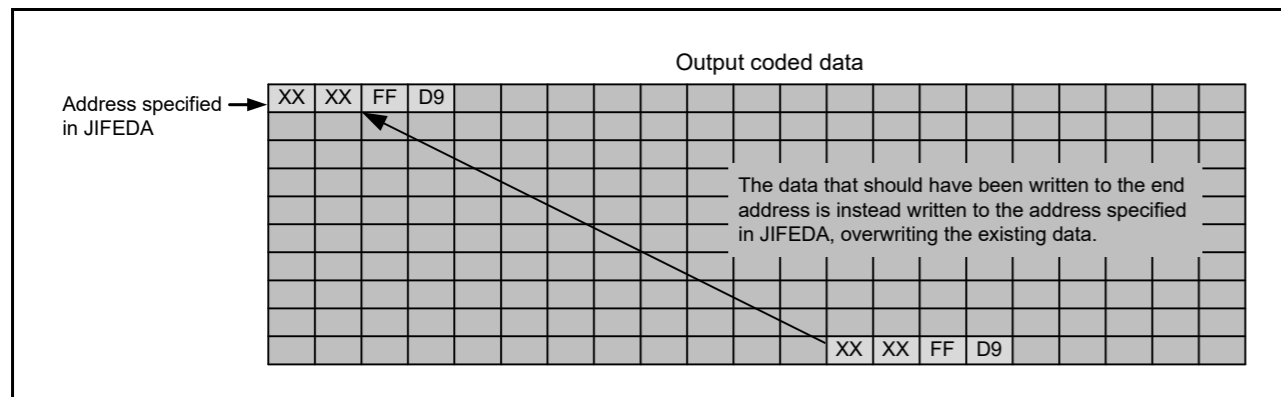 Output coded data
Address specified
in JIFEDA
XX XX FF D9
The data that should have been written to the end
address is instead written to the address specified
in JIFEDA, overwriting the existing data.
XX XX FF D9